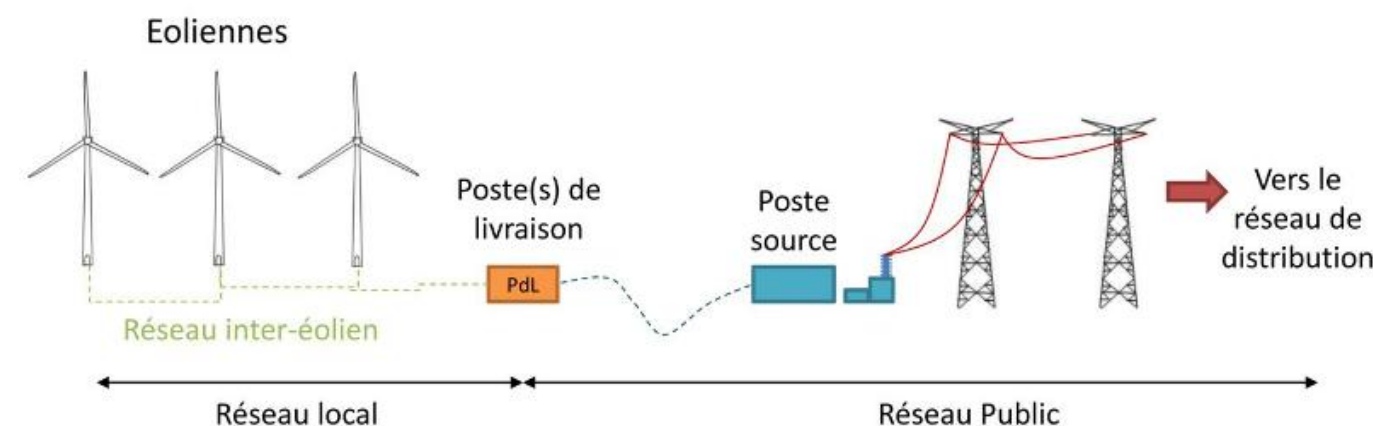 Eoliennes
Poste(s) de
livraison
PdL
Réseau inter-éolien
Poste
source
Vers le
réseau de
distribution
Réseau local
Réseau Public